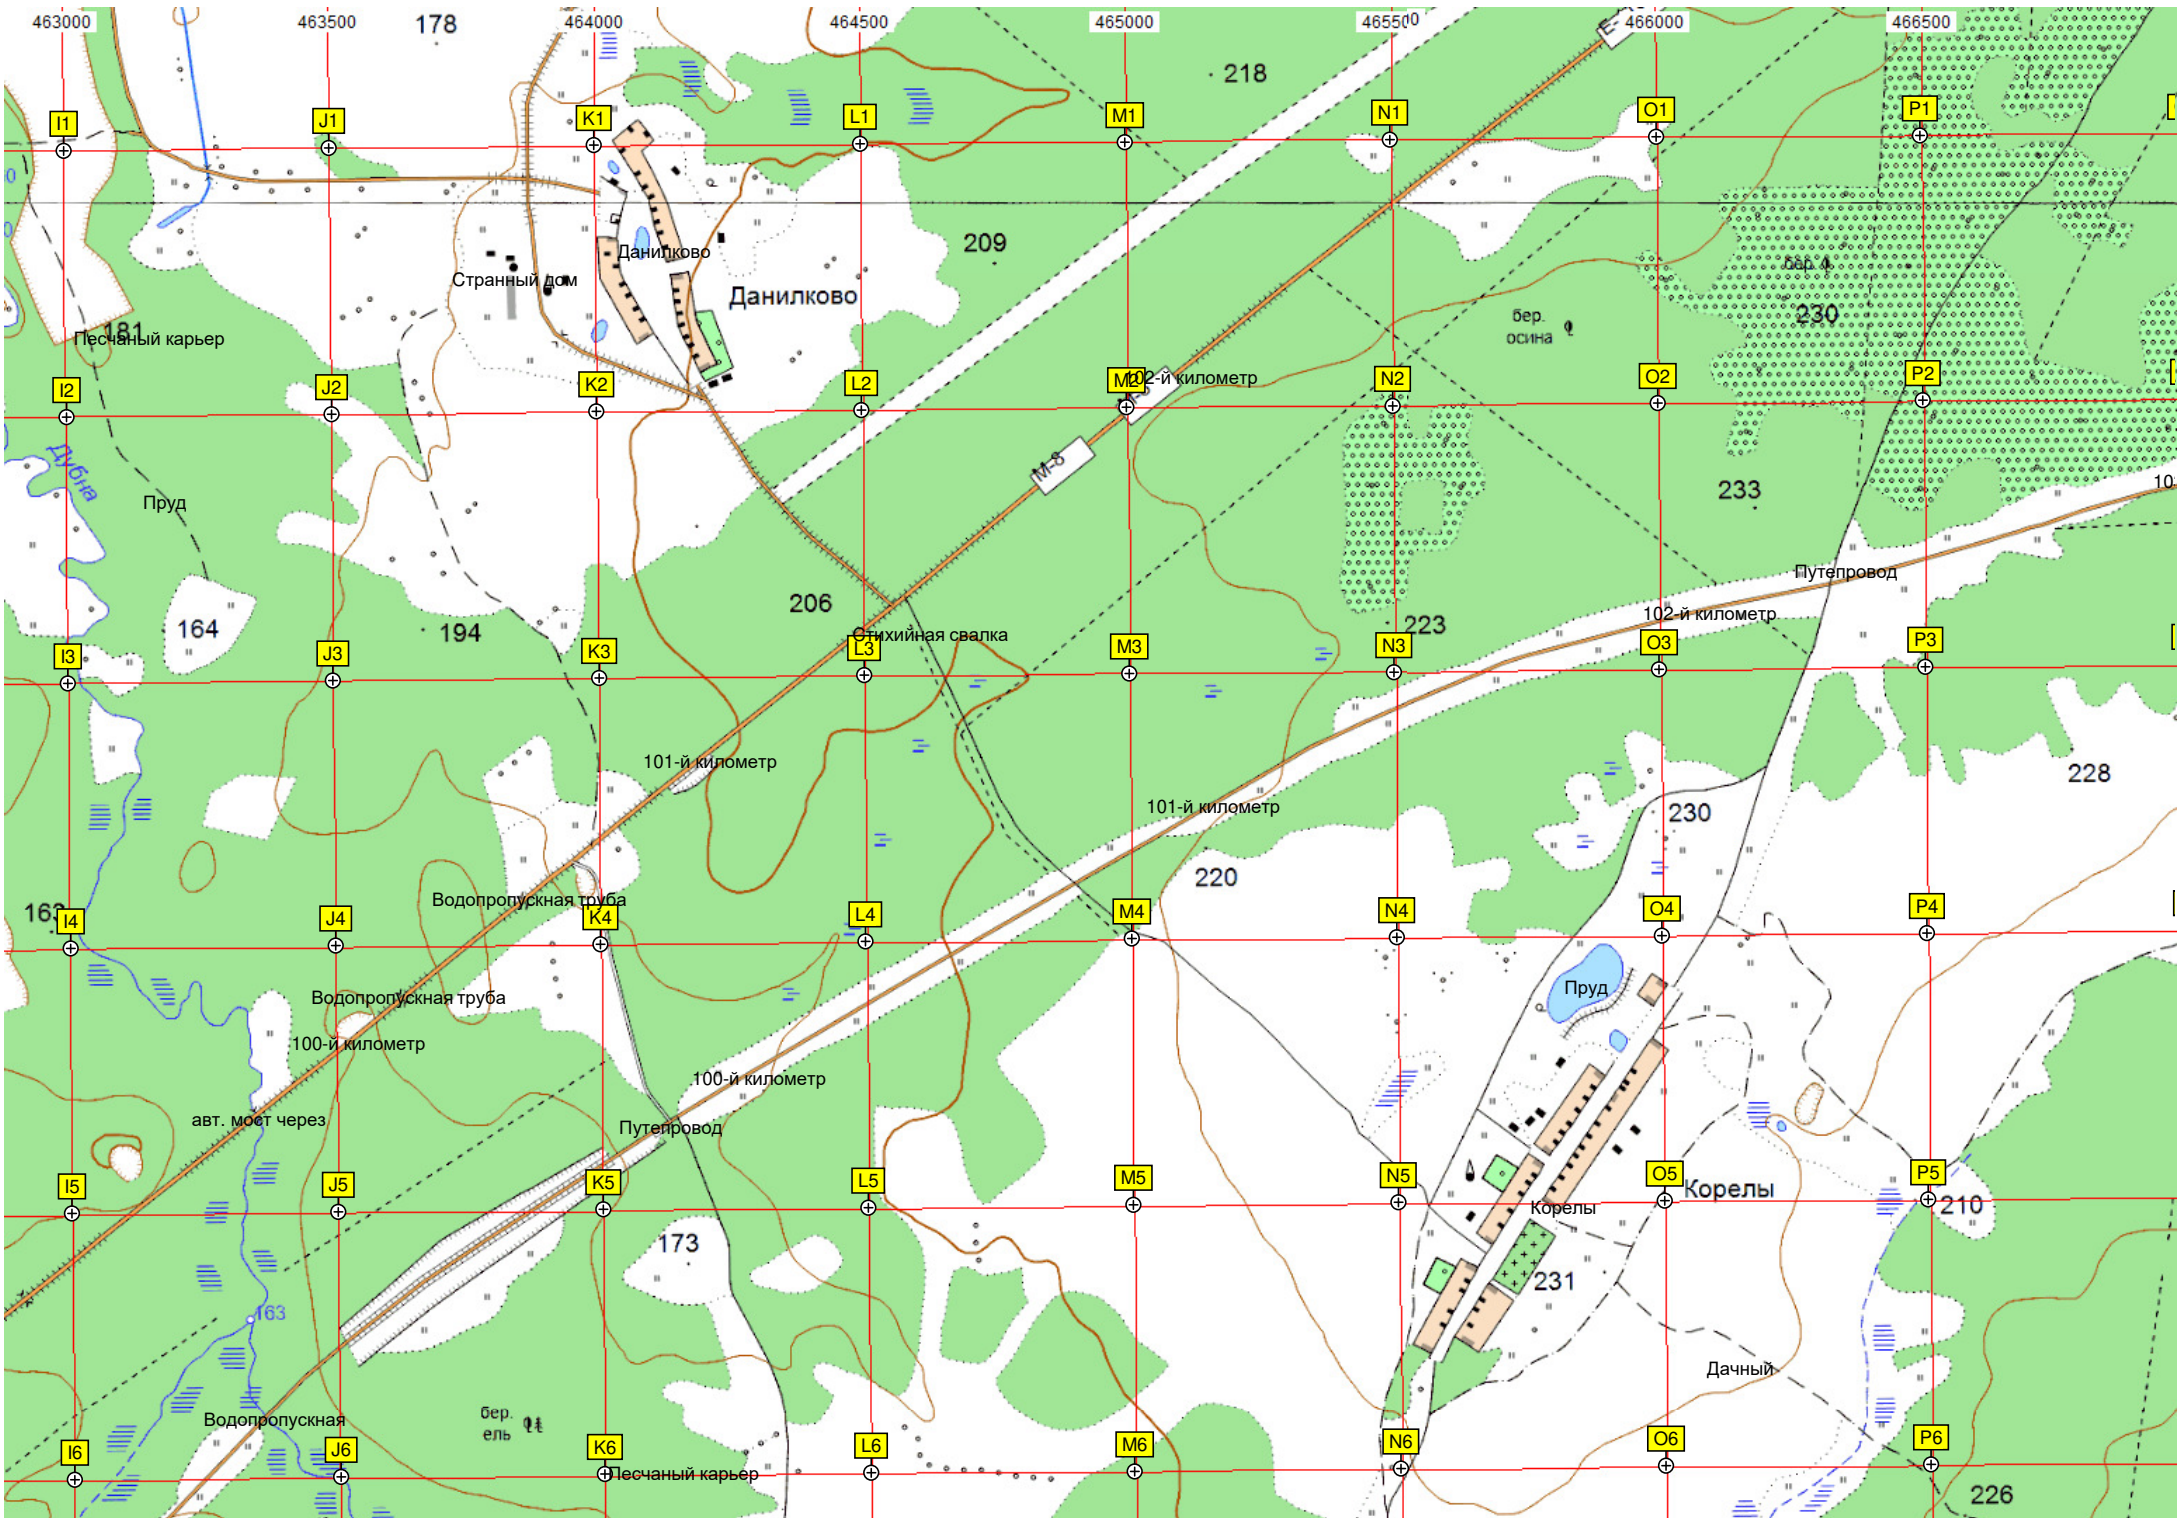 463000 463500 464000 464500 465000 465500 466000 466500
178
218
I1 J1 K1 L1 M1 N1 O1 P1
Данилково
209
Странный дом
Данилково
бер.
230
бер.
осина
181
Песчаный карьер
I2 J2 K2 L2 M2 102-й километр N2 O2 P2
Дубна
М-8
Пруд
233
10
Путепровод
206
102-й километр
164
194
223
Стихийная свалка
I3 J3 K3 L3 M3 N3 O3 P3
101-й километр
228
101-й километр
230
220
Водопропускная труба
163
I4 J4 K4 L4 M4 N4 O4 P4
Пруд
Водопропускная труба
100-й километр
100-й километр
авт. мост через
Путепровод
I5 J5 K5 L5 M5 N5 O5 P5
Корелы
210
Корелы
173
231
163
Дачный
бер.
ель
Водопропускная
I6 J6 K6 L6 M6 N6 O6 P6
Песчаный карьер
226